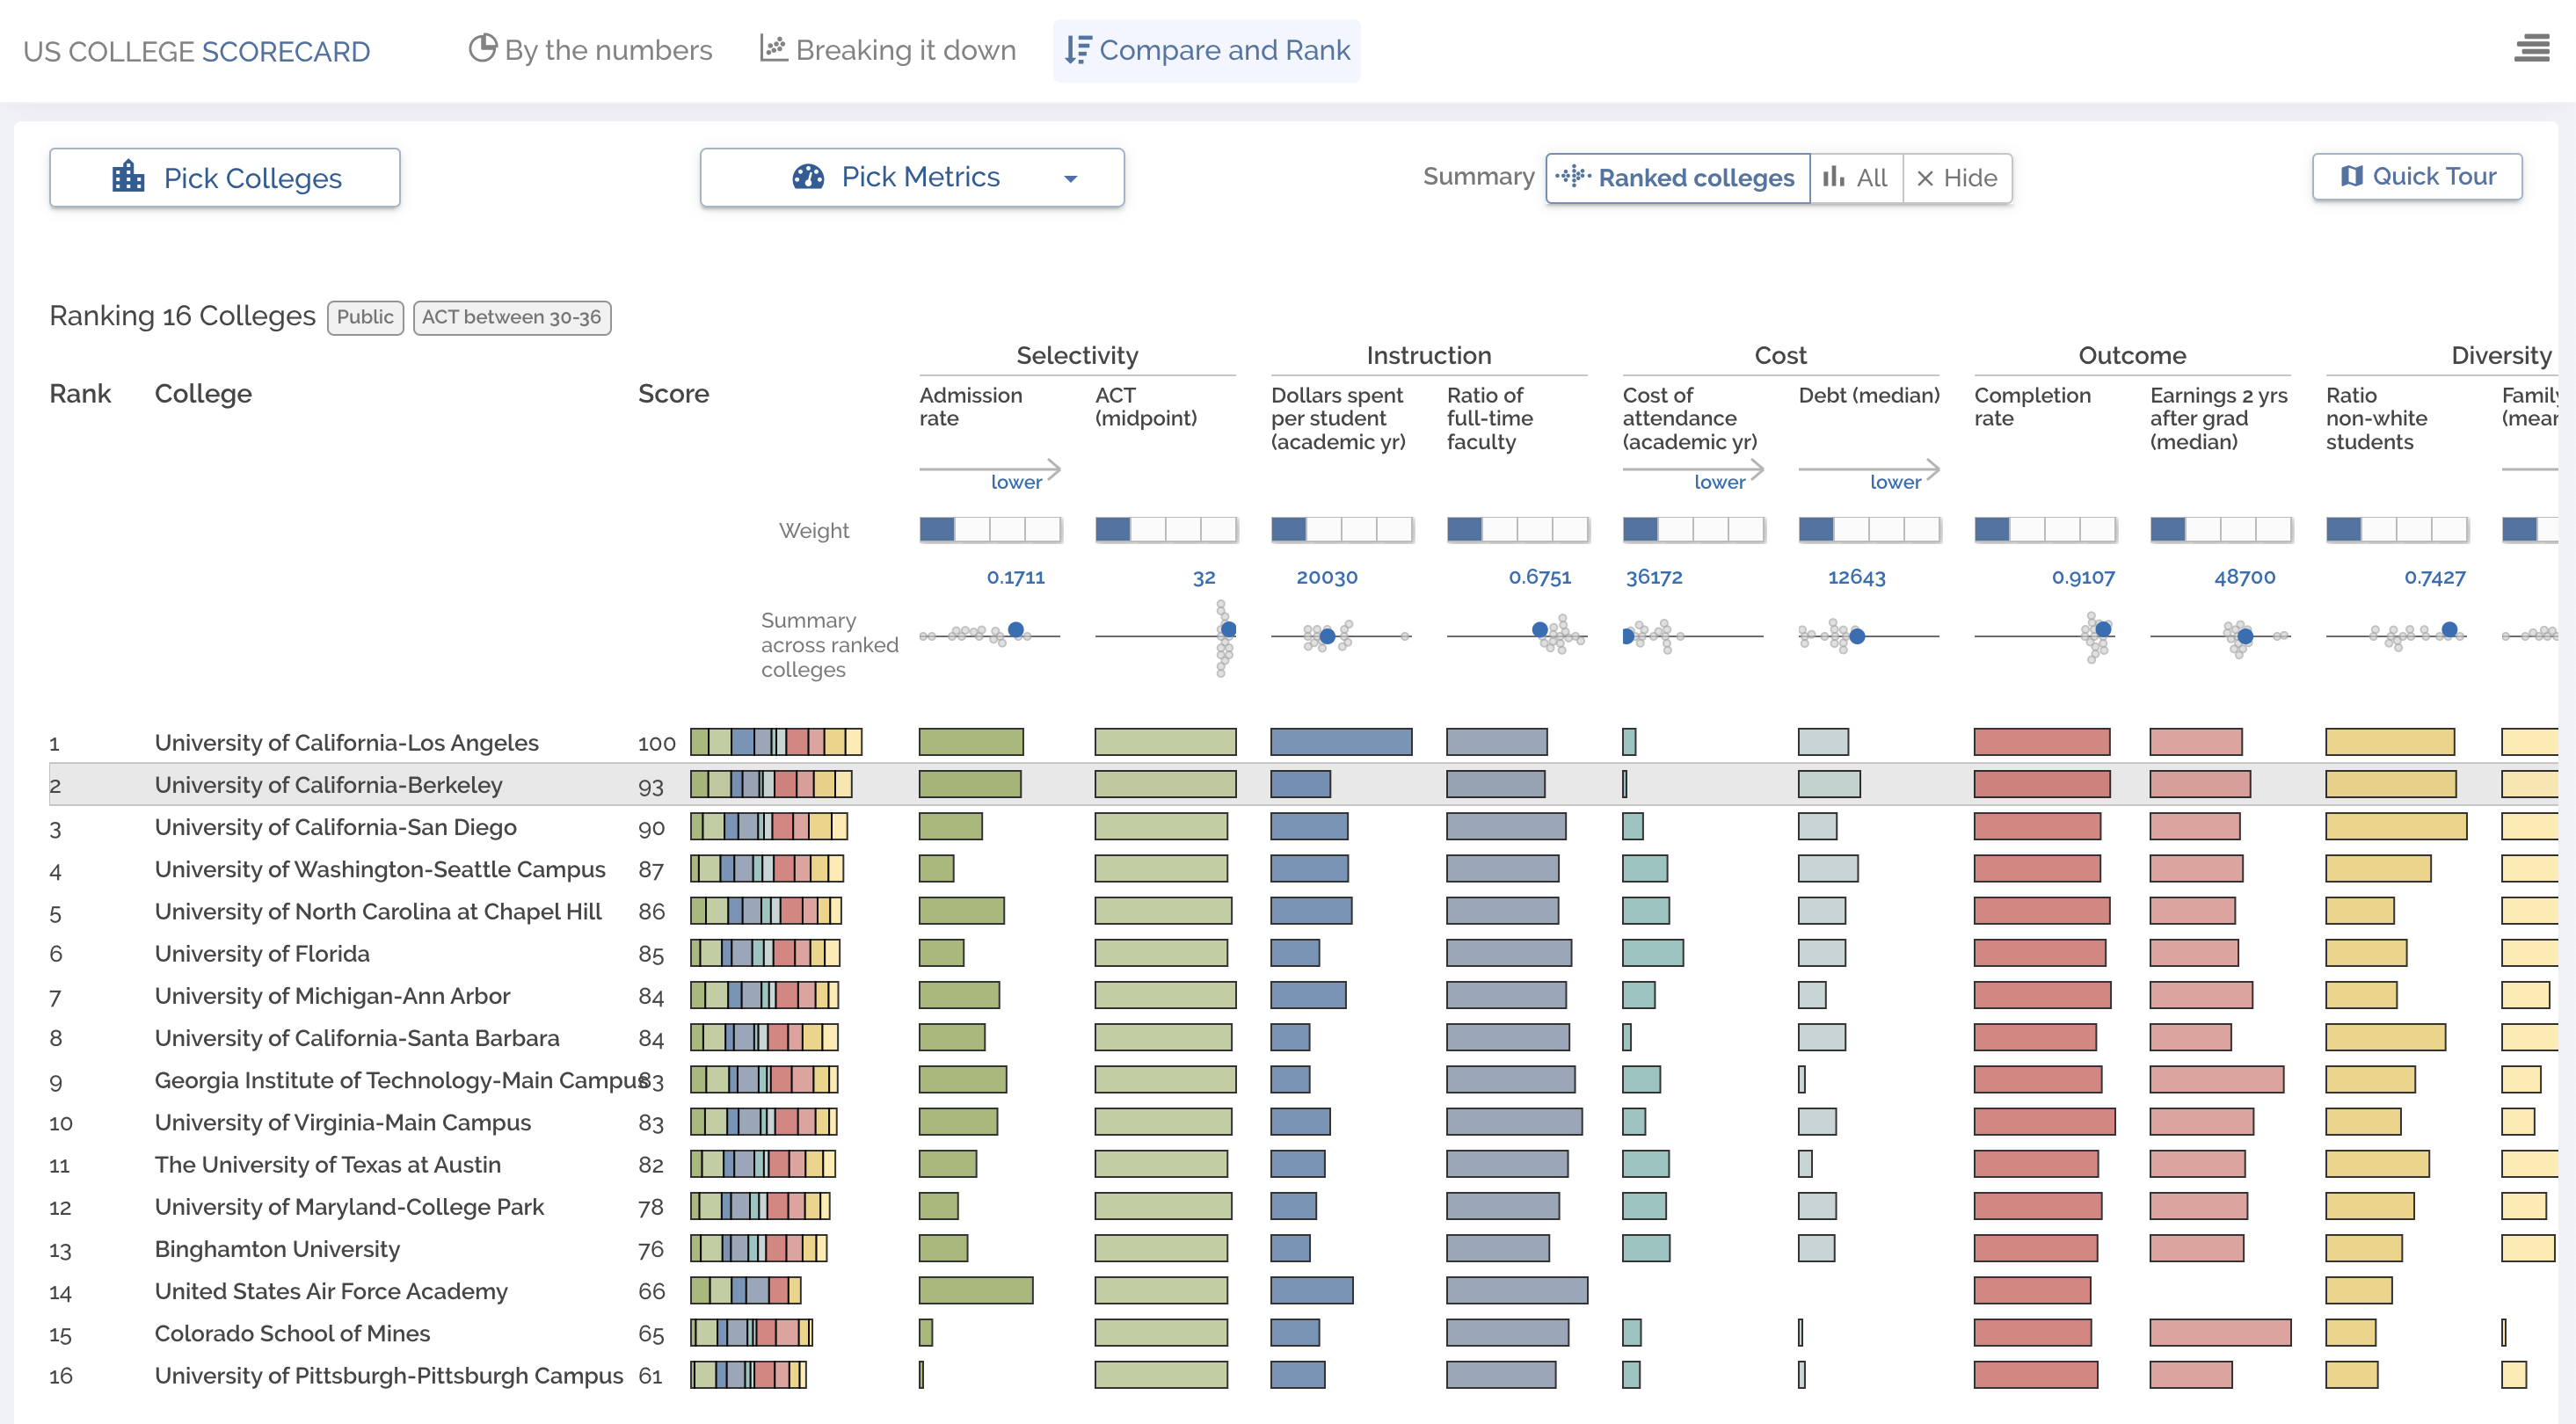 US COLLEGE SCORECARD
By the numbers
Breaking it down
Compare and Rank
Pick Colleges
Pick Metrics
Summary
Ranked colleges
All
Hide
Quick Tour
Ranking 16 Colleges
Public
ACT between 30-36
Selectivity
Instruction
Cost
Outcome
Diversity
Rank
College
Score
Admission
rate
ACT
(midpoint)
Dollars spent
per student
(academic yr)
Ratio of
full-time
faculty
Cost of
attendance
(academic yr)
Debt (median)
Completion
rate
Earnings 2 yrs
after grad
(median)
Ratio
non-white
students
lower
lower
lower
Weight
0.1711
32
20030
0.6751
36172
12643
0.9107
48700
0.7427
Summary
across ranked
colleges
1 University of California-Los Angeles 100
2 University of California-Berkeley 93
3 University of California-San Diego 90
4 University of Washington-Seattle Campus 87
5 University of North Carolina at Chapel Hill 86
6 University of Florida 85
7 University of Michigan-Ann Arbor 84
8 University of California-Santa Barbara 84
9 Georgia Institute of Technology-Main Campus 83
10 University of Virginia-Main Campus 83
11 The University of Texas at Austin 82
12 University of Maryland-College Park 78
13 Binghamton University 76
14 United States Air Force Academy 66
15 Colorado School of Mines 65
16 University of Pittsburgh-Pittsburgh Campus 61